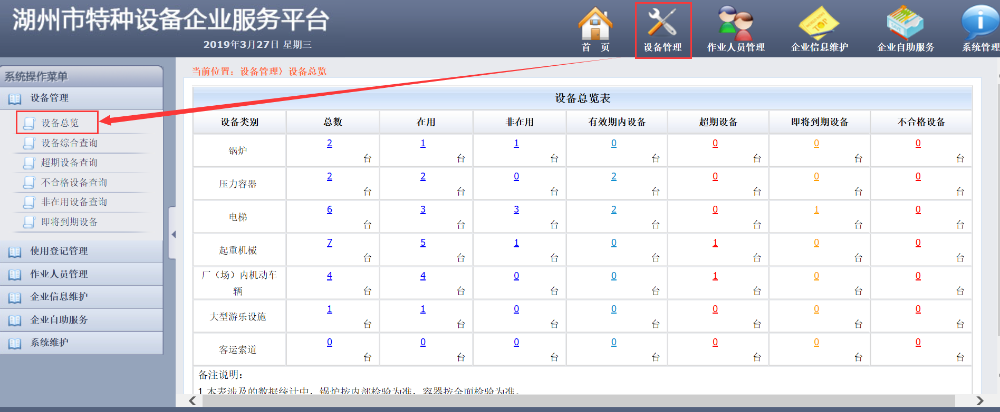 湖州市特种设备企业服务平台
2019年3月27日 星期三
首 页
设备管理
作业人员管理
企业信息维护
企业自助服务
系统管理
系统操作菜单
设备管理
设备总览
设备综合查询
超期设备查询
不合格设备查询
非在用设备查询
即将到期设备
使用登记管理
作业人员管理
企业信息维护
企业自助服务
系统维护
当前位置：设备管理〉设备总览
设备总览表
设备类别 总数 在用 非在用 有效期内设备 超期设备 即将到期设备 不合格设备
锅炉 2台 1台 1台 0台 0台 0台 0台
压力容器 2台 2台 0台 2台 0台 0台 0台
电梯 6台 3台 3台 2台 0台 1台 0台
起重机械 7台 5台 1台 0台 1台 0台 0台
厂（场）内机动车辆 4台 4台 0台 0台 1台 0台 0台
大型游乐设施 1台 1台 0台 0台 0台 0台 0台
客运索道 0台 0台 0台 0台 0台 0台 0台
备注说明：
1.本表涉及的数据统计中，锅炉按内部检验为准，容器按全面检验为准。